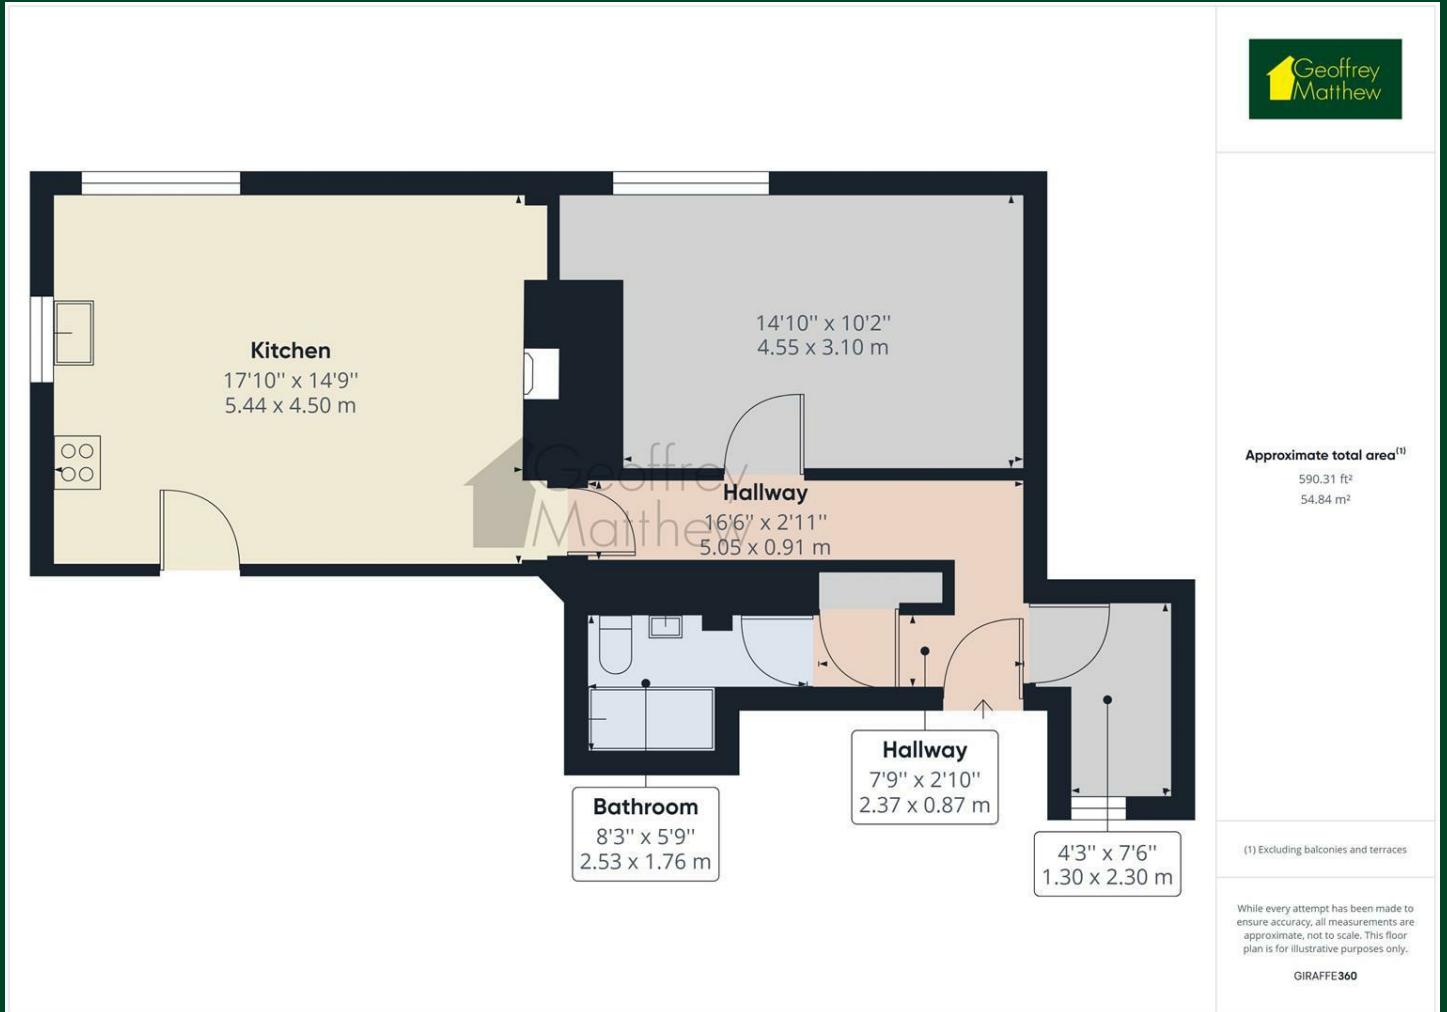 Geoffrey
Matthew
Kitchen
17'10" x 14'9"
5.44 x 4.50 m
14'10" x 10'2"
4.55 x 3.10 m
Geoffrey
Matthew
Hallway
16'6" x 2'11"
5.05 x 0.91 m
Hallway
7'9" x 2'10"
2.37 x 0.87 m
Bathroom
8'3" x 5'9"
2.53 x 1.76 m
4'3" x 7'6"
1.30 x 2.30 m
Approximate total area(1)
590.31 ft²
54.84 m²
(1) Excluding balconies and terraces
While every attempt has been made to
ensure accuracy, all measurements are
approximate, not to scale. This floor
plan is for illustrative purposes only.
GIRAFFE360